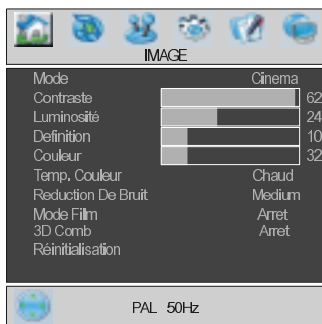 IMAGE
Mode Cinema
Contraste 62
Luminosité 24
Definition 10
Couleur 32
Temp. Couleur Chaud
Reduction De Bruit Medium
Mode Film Arret
3D Comb Arret
Réinitialisation
PAL 50Hz